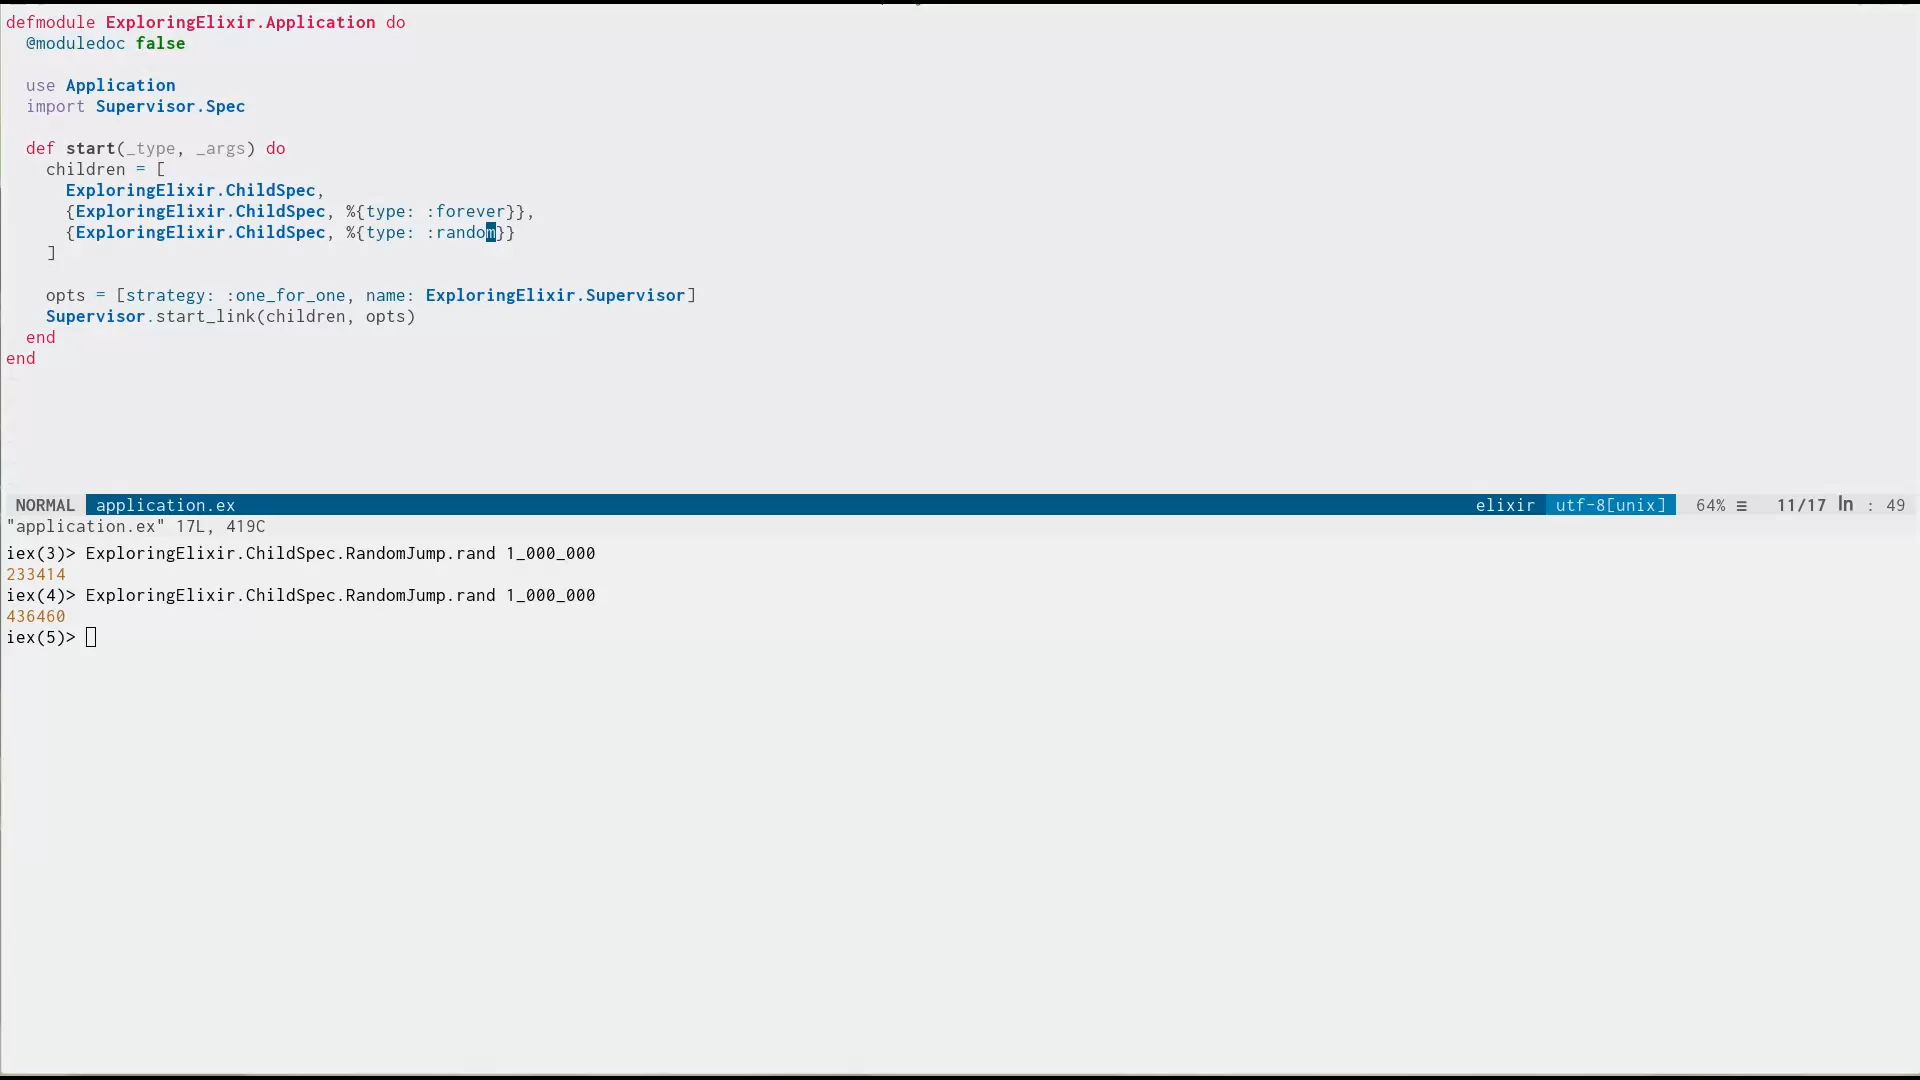 defmodule ExploringElixir.Application do
  @moduledoc false

  use Application
  import Supervisor.Spec

  def start(_type, _args) do
    children = [
      ExploringElixir.ChildSpec,
      {ExploringElixir.ChildSpec, %{type: :forever}},
      {ExploringElixir.ChildSpec, %{type: :random}}
    ]

    opts = [strategy: :one_for_one, name: ExploringElixir.Supervisor]
    Supervisor.start_link(children, opts)
  end
end
NORMAL application.ex elixir utf-8[unix] 64% ≡ 11/17 ln : 49
"application.ex" 17L, 419C
iex(3)> ExploringElixir.ChildSpec.RandomJump.rand 1_000_000
233414
iex(4)> ExploringElixir.ChildSpec.RandomJump.rand 1_000_000
436460
iex(5)>